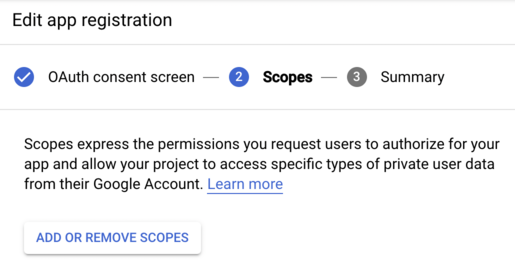 Edit app registration
OAuth consent screen — 2 Scopes — 3 Summary
Scopes express the permissions you request users to authorize for your
app and allow your project to access specific types of private user data
from their Google Account. Learn more
ADD OR REMOVE SCOPES